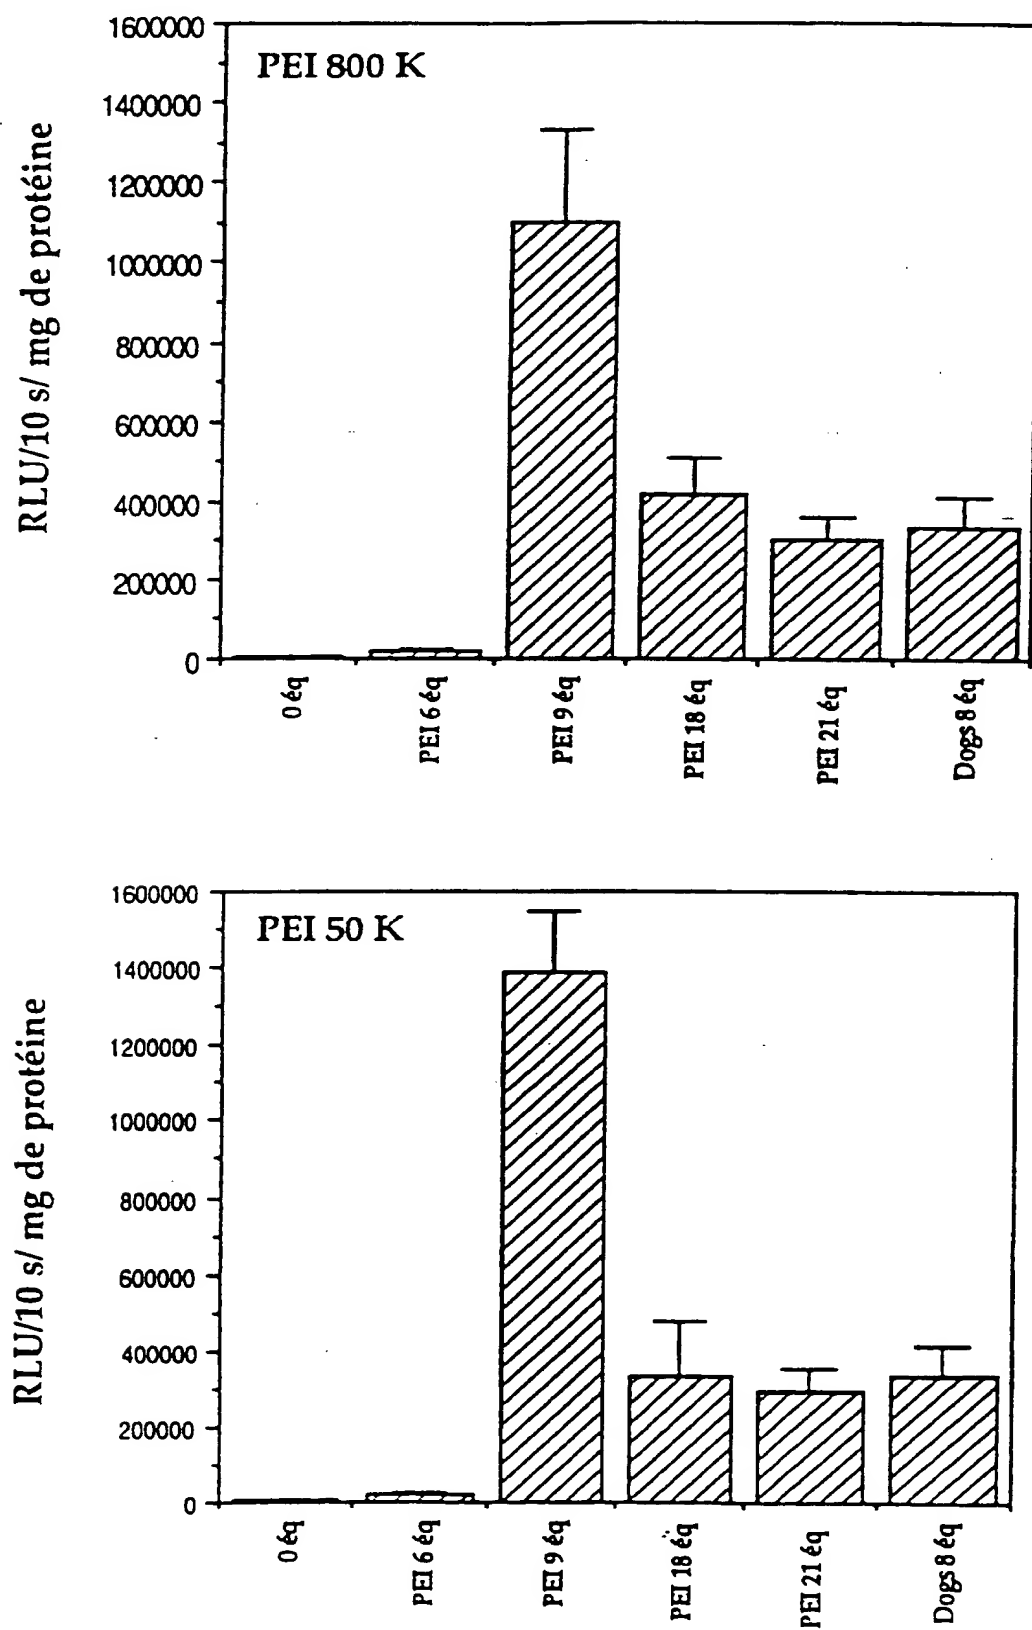 PEI 800 K
RLU/10 s/ mg de protéine
1600000
1400000
1200000
1000000
800000
600000
400000
200000
0
0 éq
PEI 6 éq
PEI 9 éq
PEI 18 éq
PEI 21 éq
Dogs 8 éq
PEI 50 K
RLU/10 s/ mg de protéine
1600000
1400000
1200000
1000000
800000
600000
400000
200000
0
0 éq
PEI 6 éq
PEI 9 éq
PEI 18 éq
PEI 21 éq
Dogs 8 éq